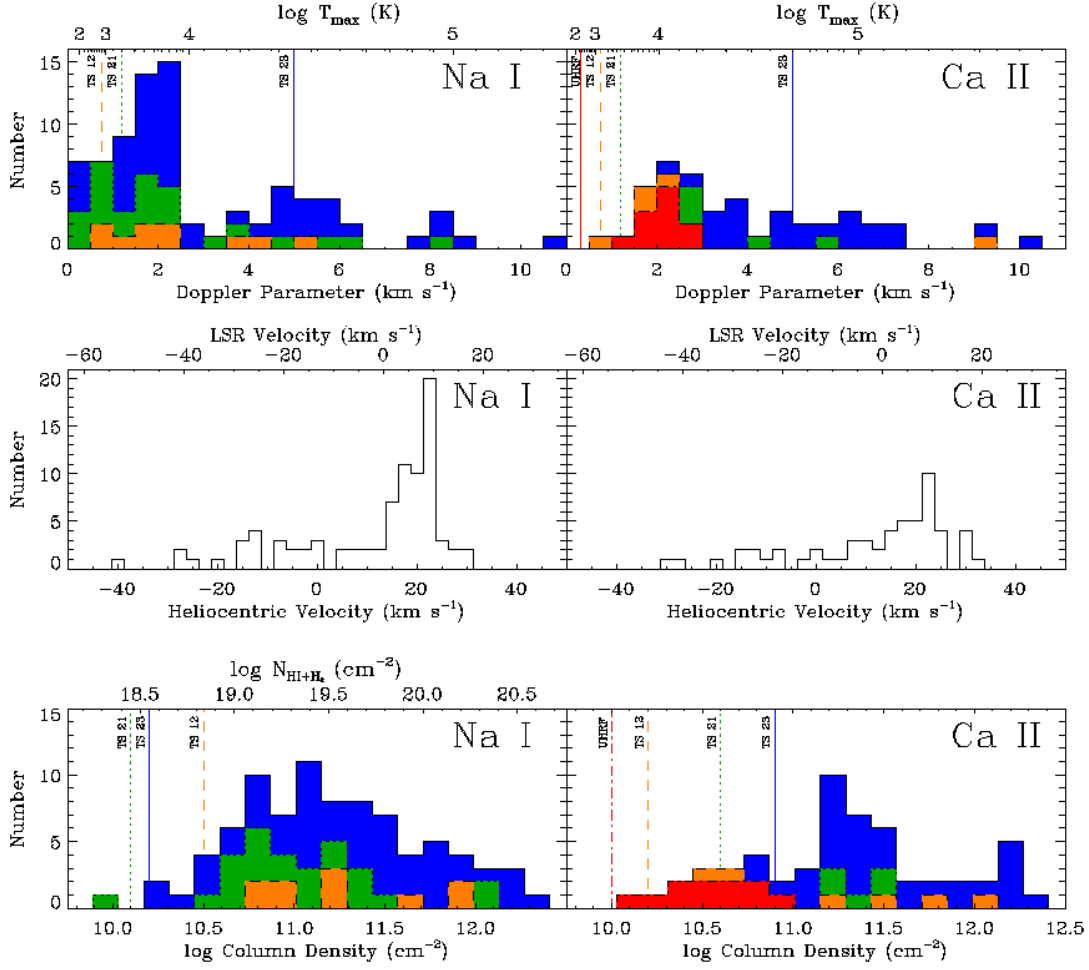 log T_max (K)
log T_max (K)
2 3 4 5
2 3 4 5
15
10
5
0
Number
TS 12
TS 21
TS 23
Na I
UHRF
TS 12
TS 21
TS 23
Ca II
0 2 4 6 8 10
0 2 4 6 8 10
Doppler Parameter (km s⁻¹)
Doppler Parameter (km s⁻¹)
LSR Velocity (km s⁻¹)
LSR Velocity (km s⁻¹)
−60 −40 −20 0 20
−60 −40 −20 0 20
20
15
10
5
0
Number
Na I
Ca II
−40 −20 0 20 40
−40 −20 0 20 40
Heliocentric Velocity (km s⁻¹)
Heliocentric Velocity (km s⁻¹)
log N_HI+H₂ (cm⁻²)
18.5 19.0 19.5 20.0 20.5
15
10
5
0
Number
TS 21
TS 23
TS 12
Na I
UHRF
TS 12
TS 21
TS 23
Ca II
10.0 10.5 11.0 11.5 12.0
10.0 10.5 11.0 11.5 12.0 12.5
log Column Density (cm⁻²)
log Column Density (cm⁻²)